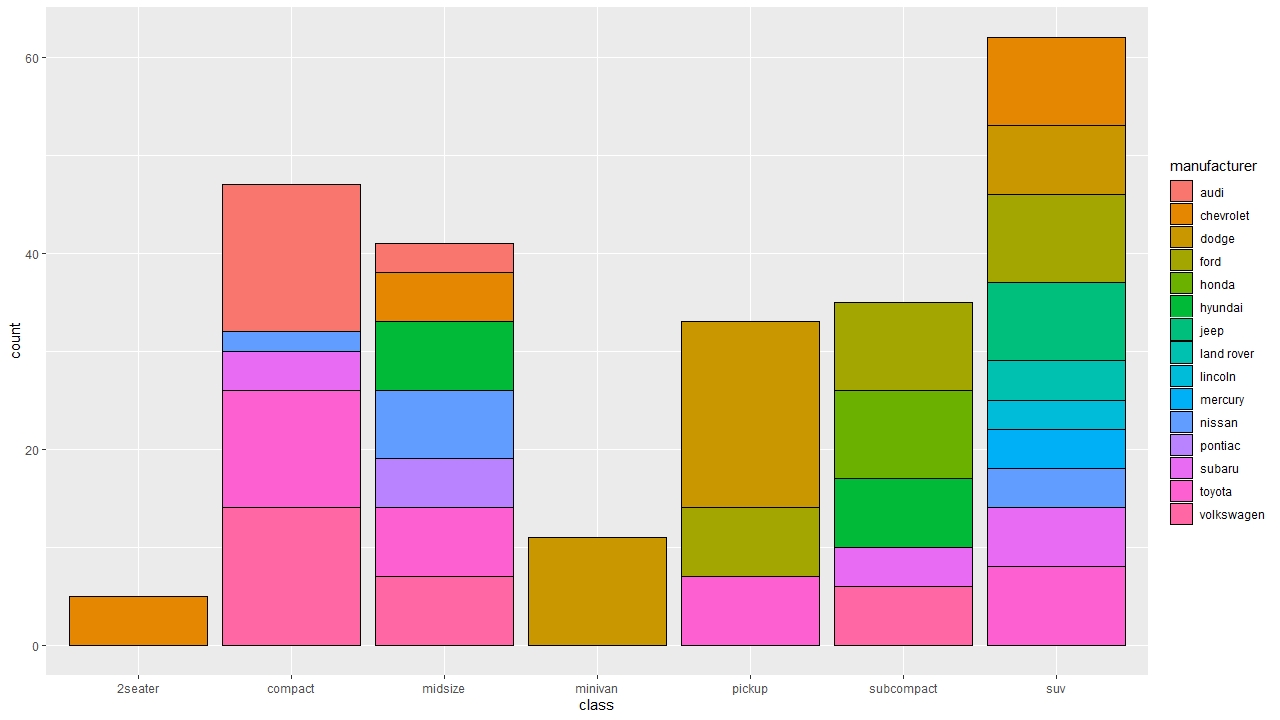 60
40
20
0
count
2seater compact midsize minivan pickup subcompact suv
class
manufacturer
audi
chevrolet
dodge
ford
honda
hyundai
jeep
land rover
lincoln
mercury
nissan
pontiac
subaru
toyota
volkswagen